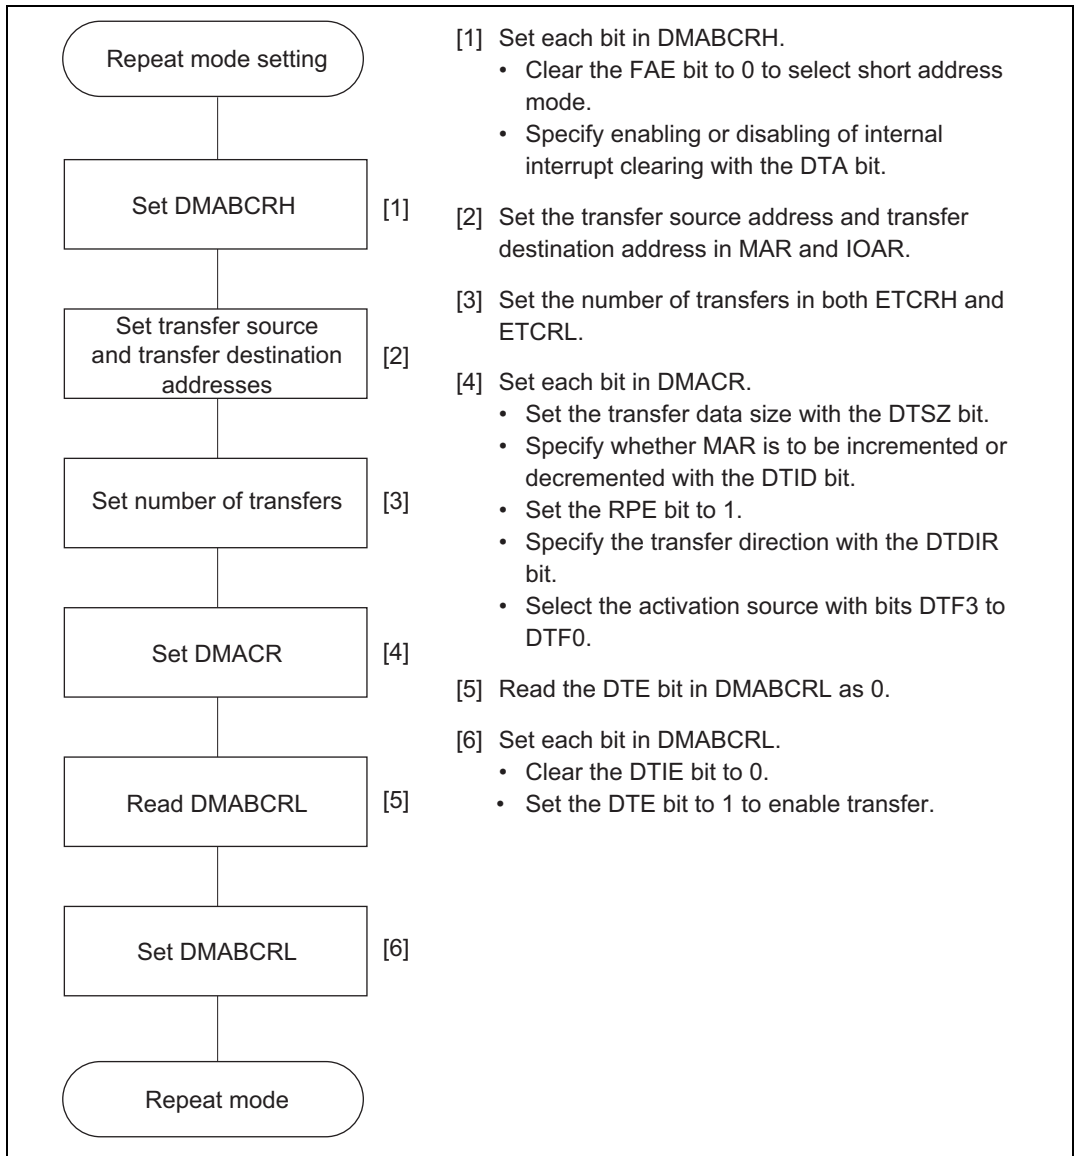 Repeat mode setting
Set DMABCRH
[1]
Set transfer source
and transfer destination
addresses
[2]
Set number of transfers
[3]
Set DMACR
[4]
Read DMABCRL
[5]
Set DMABCRL
[6]
Repeat mode
[1] Set each bit in DMABCRH.
• Clear the FAE bit to 0 to select short address
mode.
• Specify enabling or disabling of internal
interrupt clearing with the DTA bit.
[2] Set the transfer source address and transfer
destination address in MAR and IOAR.
[3] Set the number of transfers in both ETCRH and
ETCRL.
[4] Set each bit in DMACR.
• Set the transfer data size with the DTSZ bit.
• Specify whether MAR is to be incremented or
decremented with the DTID bit.
• Set the RPE bit to 1.
• Specify the transfer direction with the DTDIR
bit.
• Select the activation source with bits DTF3 to
DTF0.
[5] Read the DTE bit in DMABCRL as 0.
[6] Set each bit in DMABCRL.
• Clear the DTIE bit to 0.
• Set the DTE bit to 1 to enable transfer.